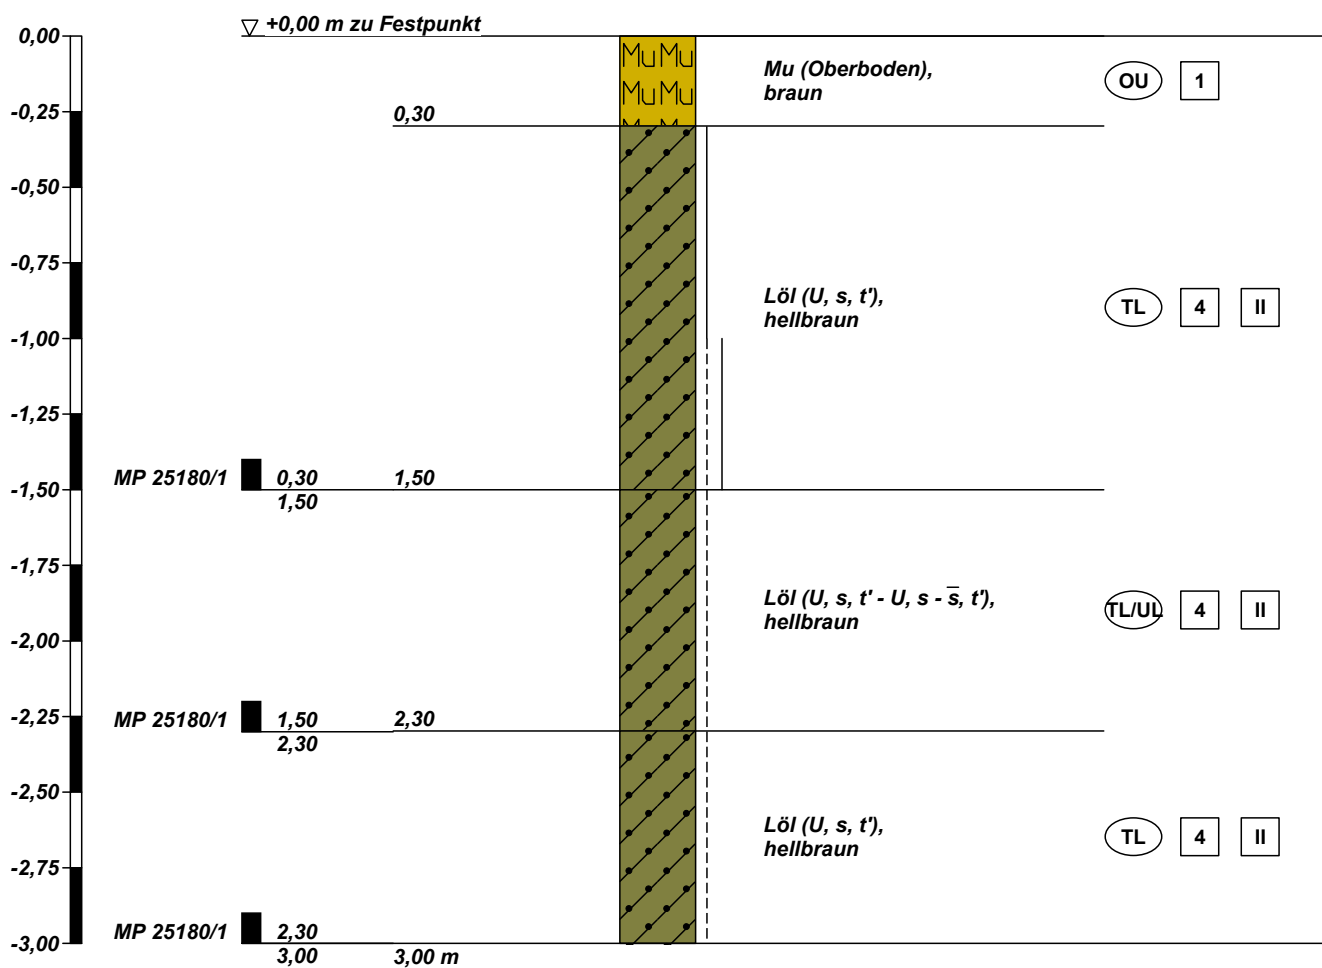 +0,00 m zu Festpunkt
0,00
Mu Mu
Mu Mu
Mu (Oberboden),
braun
OU 1
-0,25
0,30
-0,50
-0,75
Löl (U, s, t'),
hellbraun
TL 4 II
-1,00
-1,25
MP 25180/1 0,30 1,50
1,50
-1,50
-1,75
Löl (U, s, t' - U, s - s̅, t'),
hellbraun
TL/UL 4 II
-2,00
-2,25
MP 25180/1 1,50 2,30
2,30
-2,50
Löl (U, s, t'),
hellbraun
TL 4 II
-2,75
MP 25180/1 2,30
-3,00
3,00 3,00 m